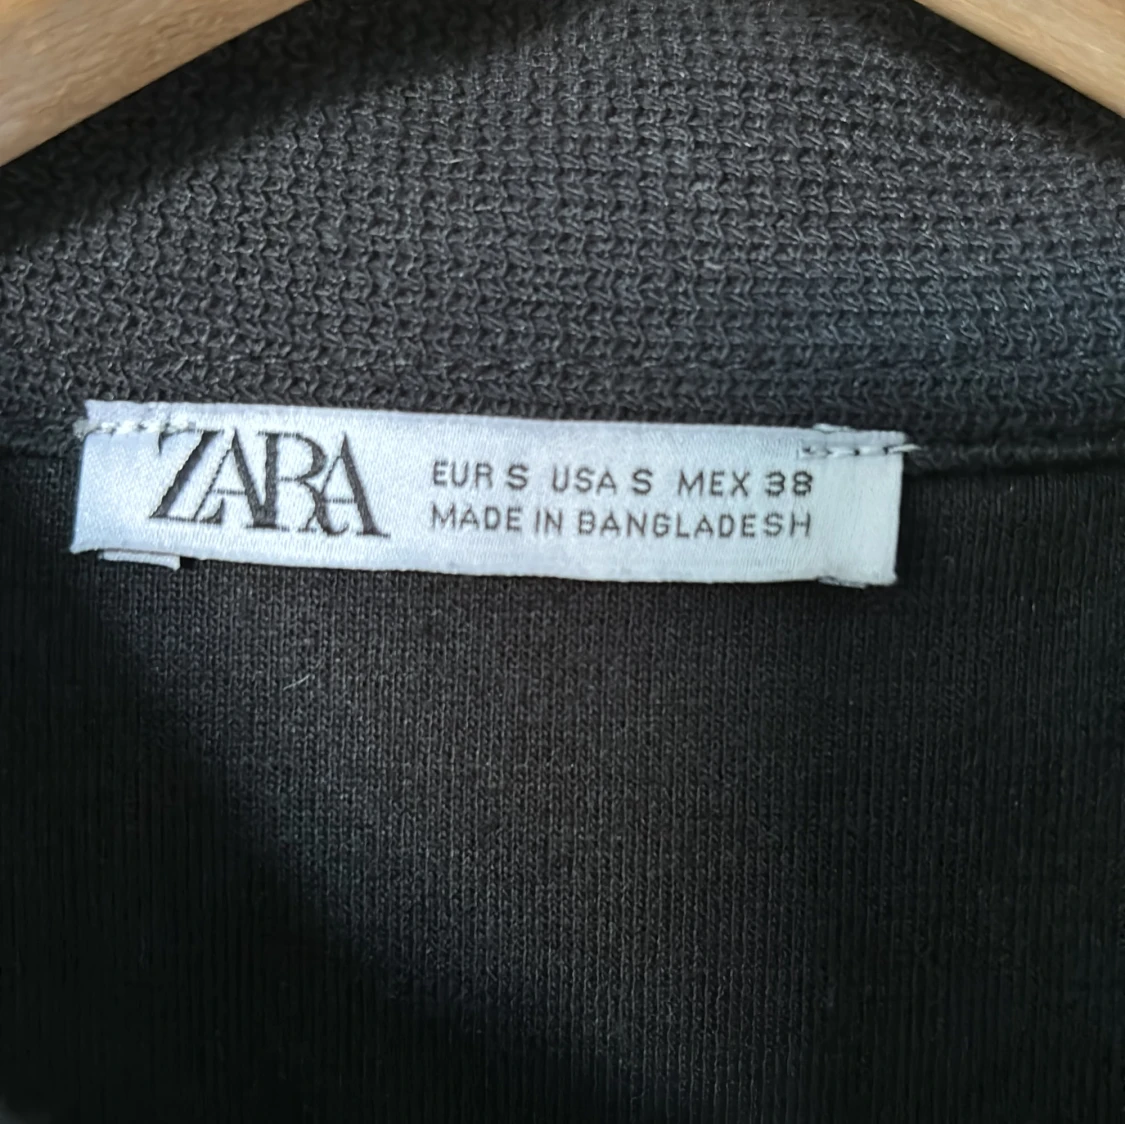 ZARA
EUR S USA S MEX 38
MADE IN BANGLADESH